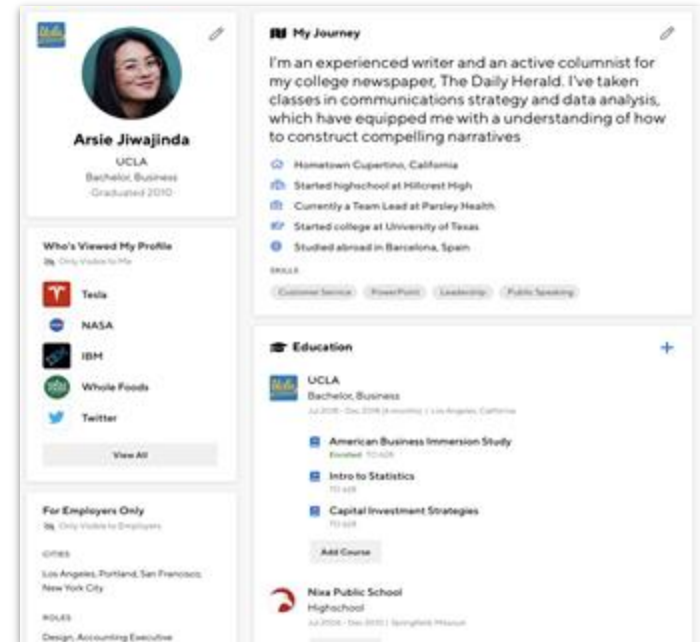 Arsie Jiwajinda
UCLA
Bachelor, Business
Graduated 2010
Who's Viewed My Profile
Only Visible to Me
Tesla
NASA
IBM
Whole Foods
Twitter
View All
For Employers Only
Only Visible to Employers
CITIES
Los Angeles, Portland, San Francisco,
New York City
ROLES
Design, Accounting Executive
My Journey
I'm an experienced writer and an active columnist for
my college newspaper, The Daily Herald. I've taken
classes in communications strategy and data analysis,
which have equipped me with a understanding of how
to construct compelling narratives
Hometown Cupertino, California
Started highschool at Hillcrest High
Currently a Team Lead at Parsley Health
Started college at University of Texas
Studied abroad in Barcelona, Spain
SKILLS
Customer Service
PowerPoint
Leadership
Public Speaking
Education
UCLA
Bachelor, Business
Los Angeles, California
American Business Immersion Study
Enrolled
Intro to Statistics
Capital Investment Strategies
Add Course
Nixa Public School
Highschool
Springfield, Missouri